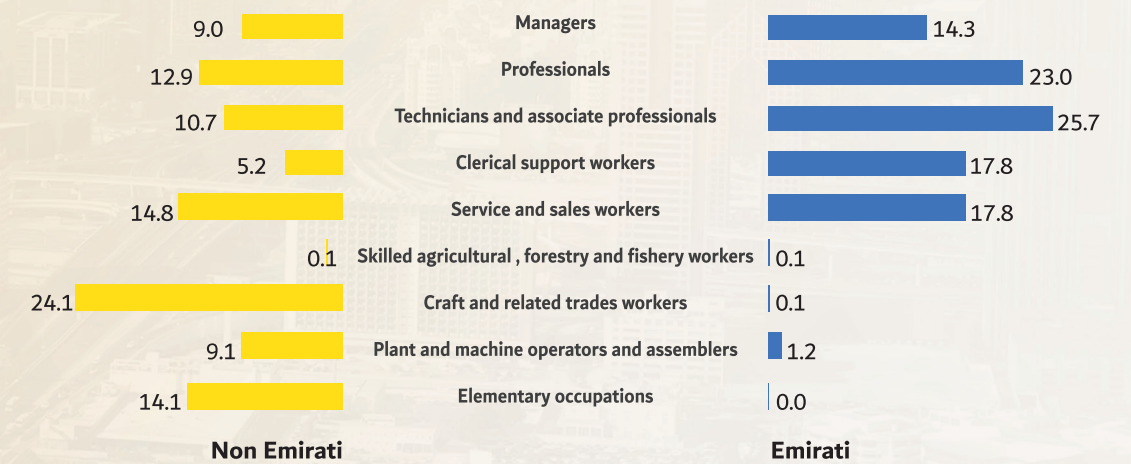 9.0 Managers 14.3
12.9 Professionals 23.0
10.7 Technicians and associate professionals 25.7
5.2 Clerical support workers 17.8
14.8 Service and sales workers 17.8
0.1 Skilled agricultural , forestry and fishery workers 0.1
24.1 Craft and related trades workers 0.1
9.1 Plant and machine operators and assemblers 1.2
14.1 Elementary occupations 0.0
Non Emirati Emirati